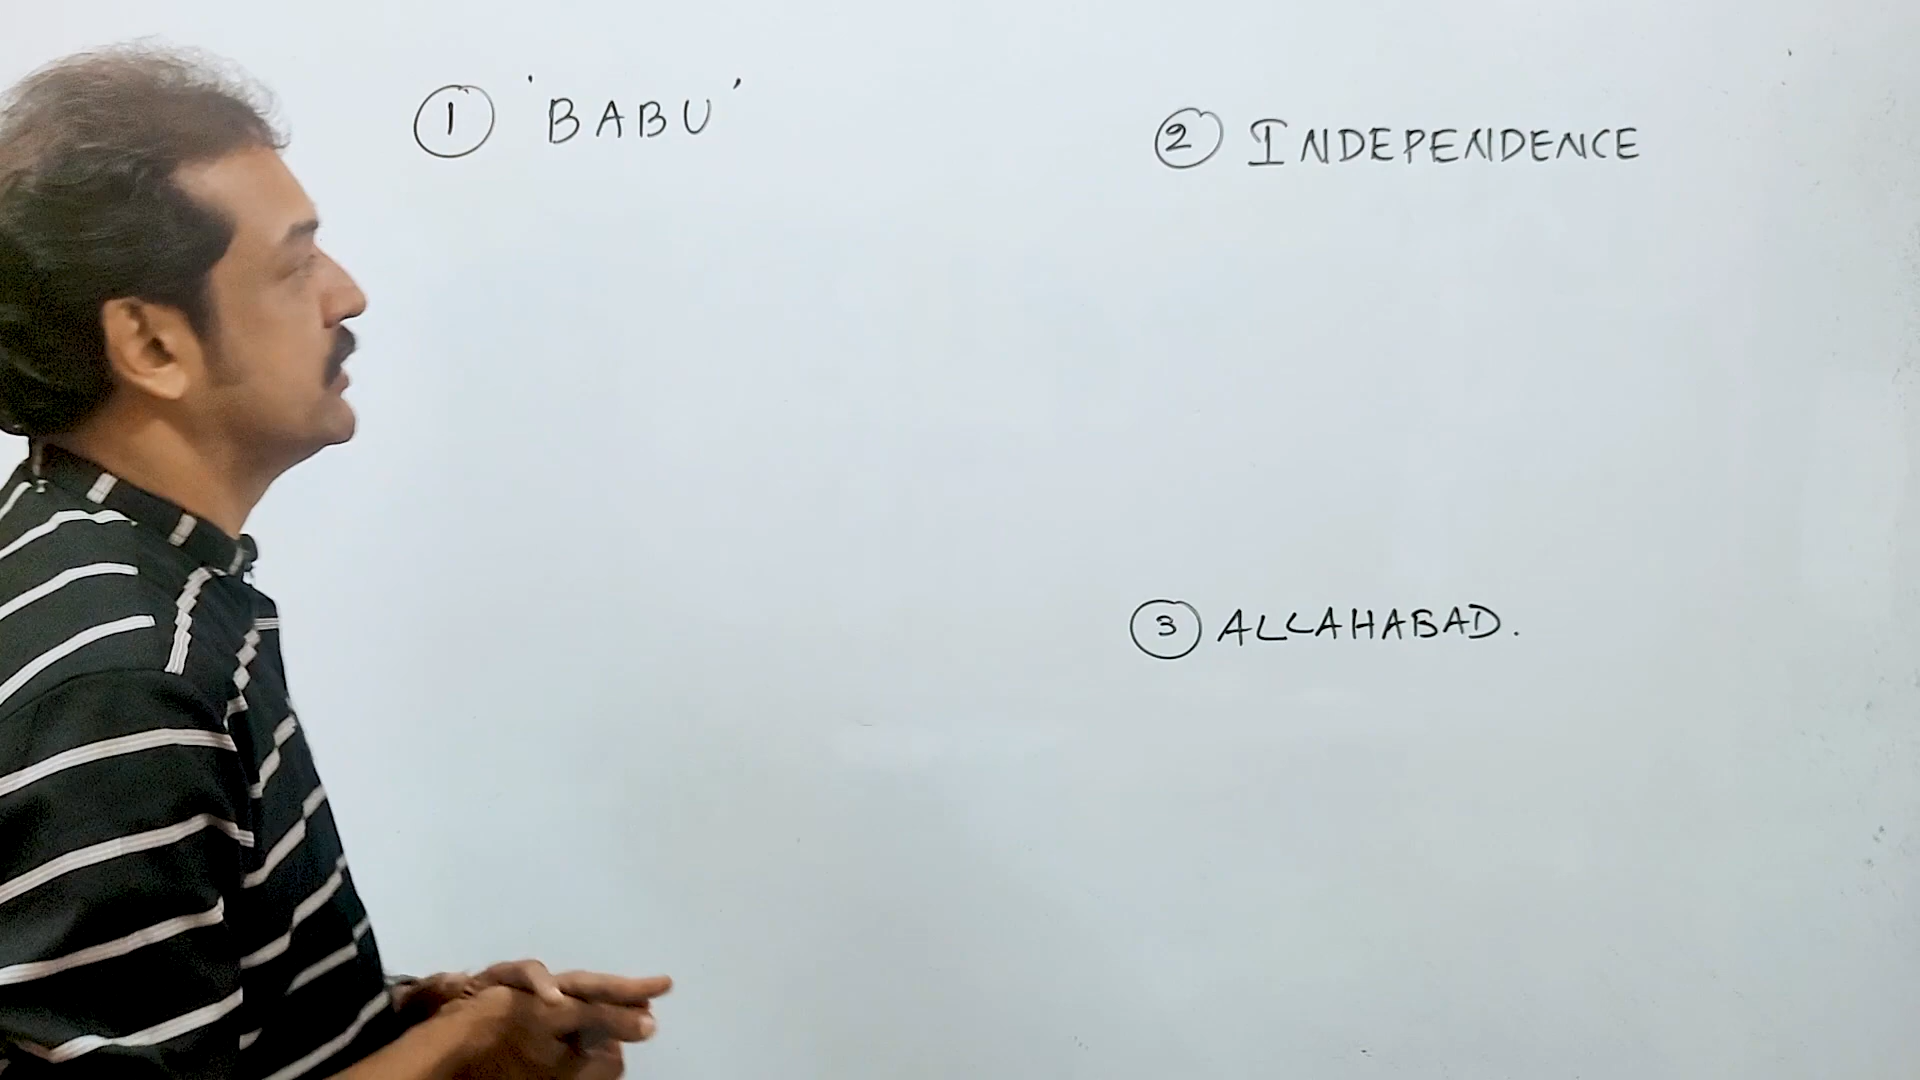 ① 'BABU'
② INDEPENDENCE
③ ALLAHABAD.